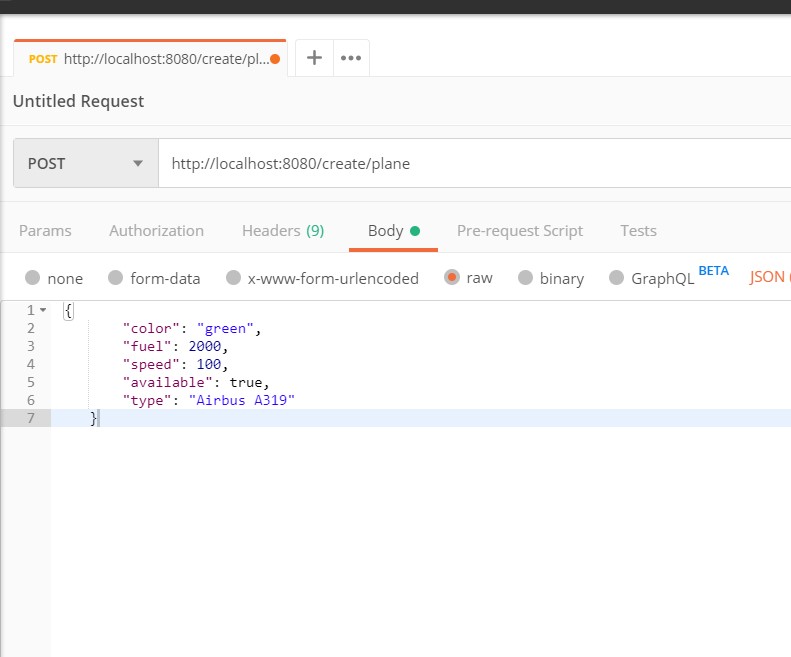 POST http://localhost:8080/create/pl...
Untitled Request
POST http://localhost:8080/create/plane
Params Authorization Headers (9) Body Pre-request Script Tests
none form-data x-www-form-urlencoded raw binary GraphQL BETA JSON (
1 {
2 "color": "green",
3 "fuel": 2000,
4 "speed": 100,
5 "available": true,
6 "type": "Airbus A319"
7 }